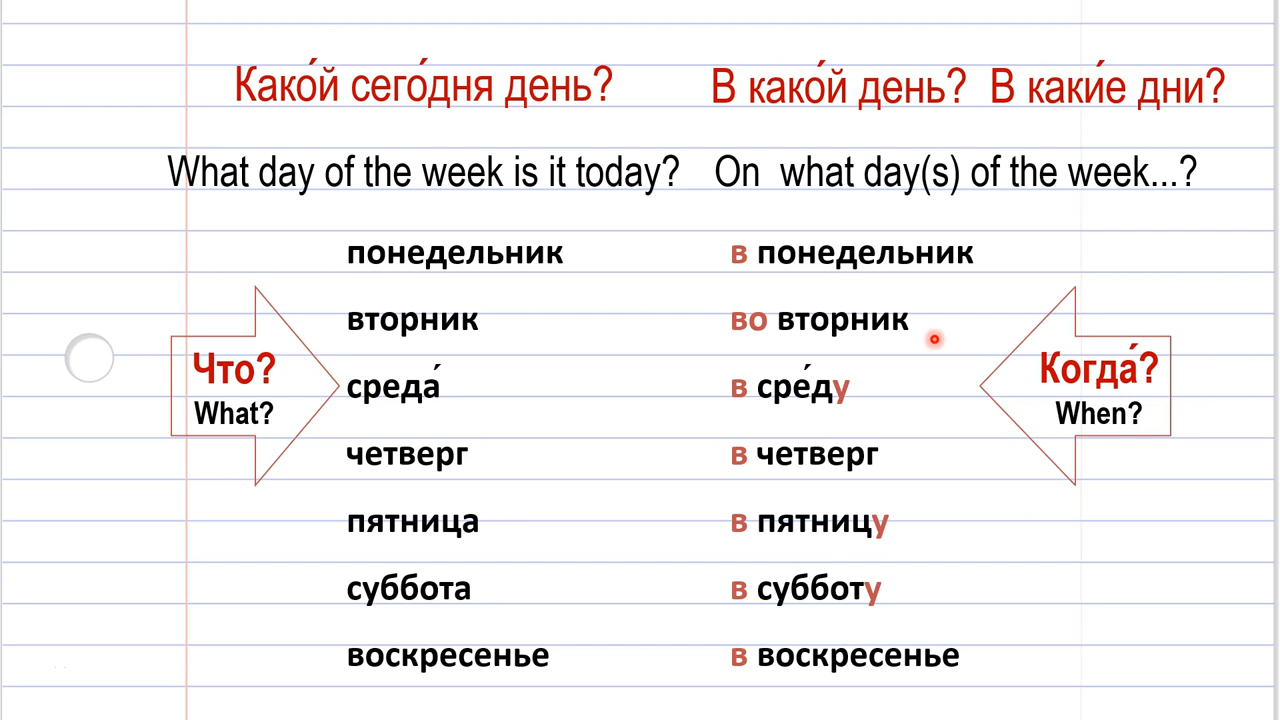 Како́й сего́дня день? В како́й день? В каки́е дни?
What day of the week is it today? On what day(s) of the week...?
понедельник в понедельник
вторник во вторник
Что? среда́ в сре́ду Когда́?
What? When?
четверг в четверг
пятница в пятницу
суббота в субботу
воскресенье в воскресенье